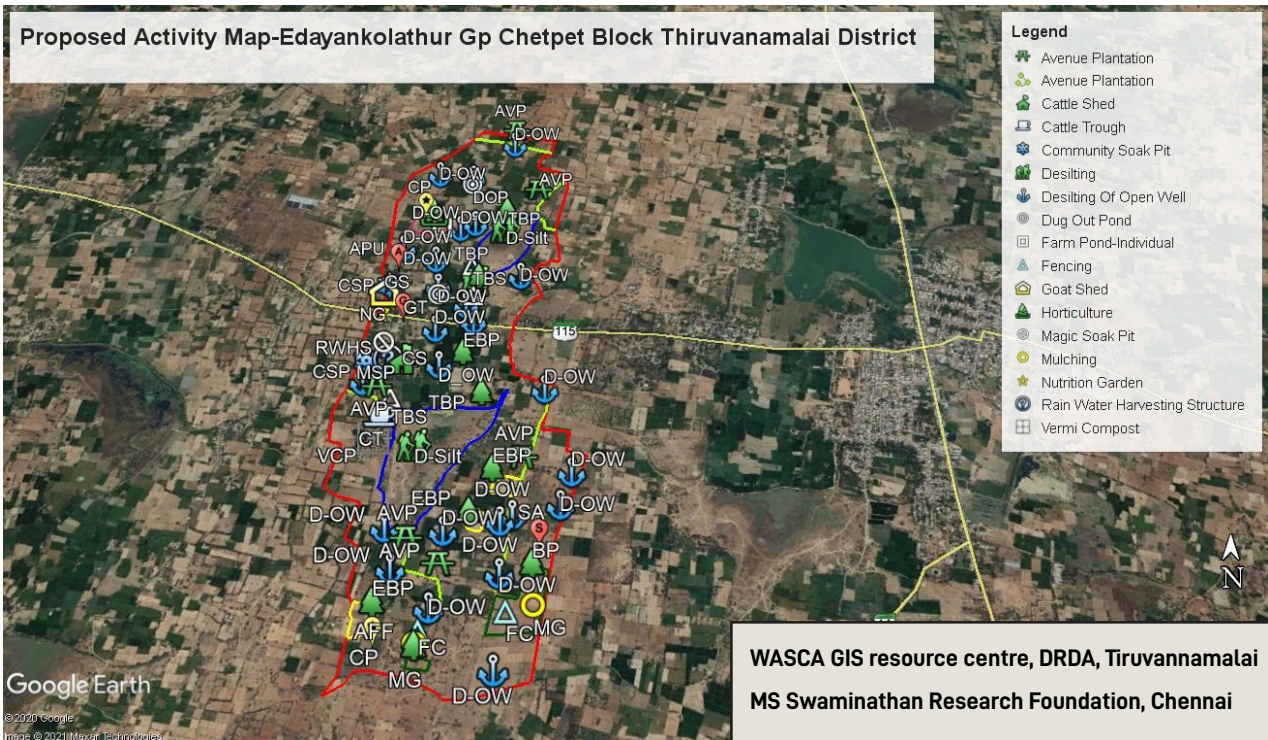 Proposed Activity Map-Edayankolathur Gp Chetpet Block Thiruvanamalai District
Legend
Avenue Plantation
Avenue Plantation
Cattle Shed
Cattle Trough
Community Soak Pit
Desilting
Desilting Of Open Well
Dug Out Pond
Farm Pond-Individual
Fencing
Goat Shed
Horticulture
Magic Soak Pit
Mulching
Nutrition Garden
Rain Water Harvesting Structure
Vermi Compost
AVP
D-OW
D-OW
CP
DOP
AVP
D-OW
D-OW
TBP
D-OW
D-Silt
APU
D-OW
TBP
CSP
GS
TBS
D-OW
GT
D-OW
NG
D-OW
115
RWHS
EBP
CS
CSP
MSP
D_OW
D-OW
AVP
TBS
TBP
CT
AVP
VCP
D-Silt
EBP
D-OW
D-OW
EBP
D-OW
D-OW
AVP
D-OW
SA
S
D-OW
AVP
D-OW
BP
EBP
D-OW
D-OW
AFF
FC
FC
MG
CP
MG
D-OW
N
WASCA GIS resource centre, DRDA, Tiruvannamalai
MS Swaminathan Research Foundation, Chennai
Google Earth
© 2020 Google
Image © 2021 Maxar Technologies